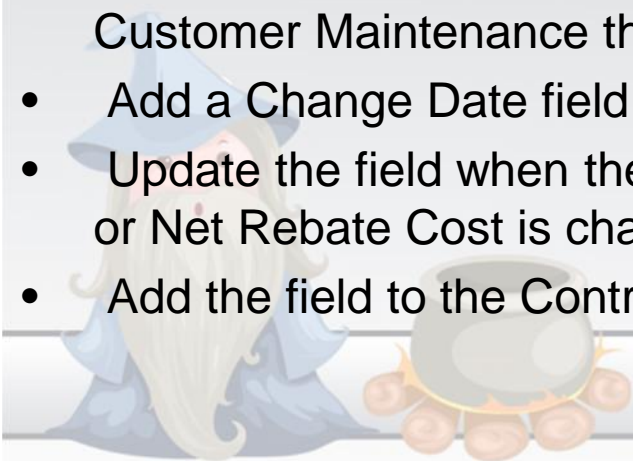 Customer Maintenance th
• Add a Change Date field
• Update the field when the
or Net Rebate Cost is cha
• Add the field to the Contr